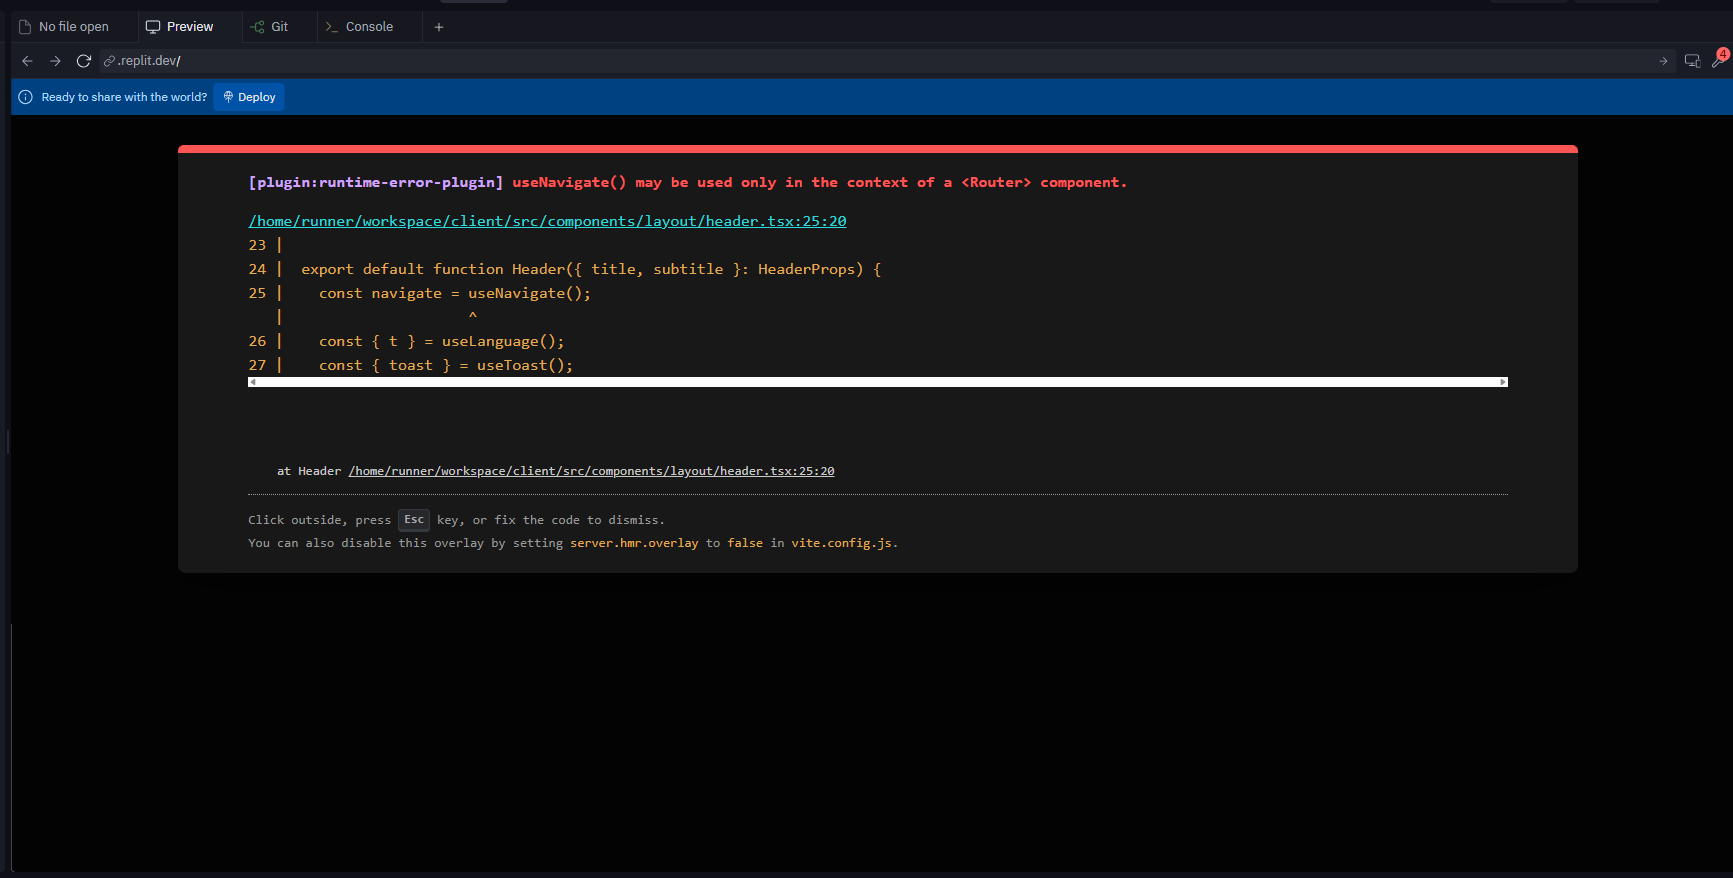 No file open
Preview
Git
>_ Console
+
.replit.dev/
4
Ready to share with the world?
Deploy
[plugin:runtime-error-plugin] useNavigate() may be used only in the context of a <Router> component.
/home/runner/workspace/client/src/components/layout/header.tsx:25:20
23 |
24 |  export default function Header({ title, subtitle }: HeaderProps) {
25 |    const navigate = useNavigate();
   |                     ^
26 |    const { t } = useLanguage();
27 |    const { toast } = useToast();
at Header /home/runner/workspace/client/src/components/layout/header.tsx:25:20
Click outside, press Esc key, or fix the code to dismiss.
You can also disable this overlay by setting server.hmr.overlay to false in vite.config.js.